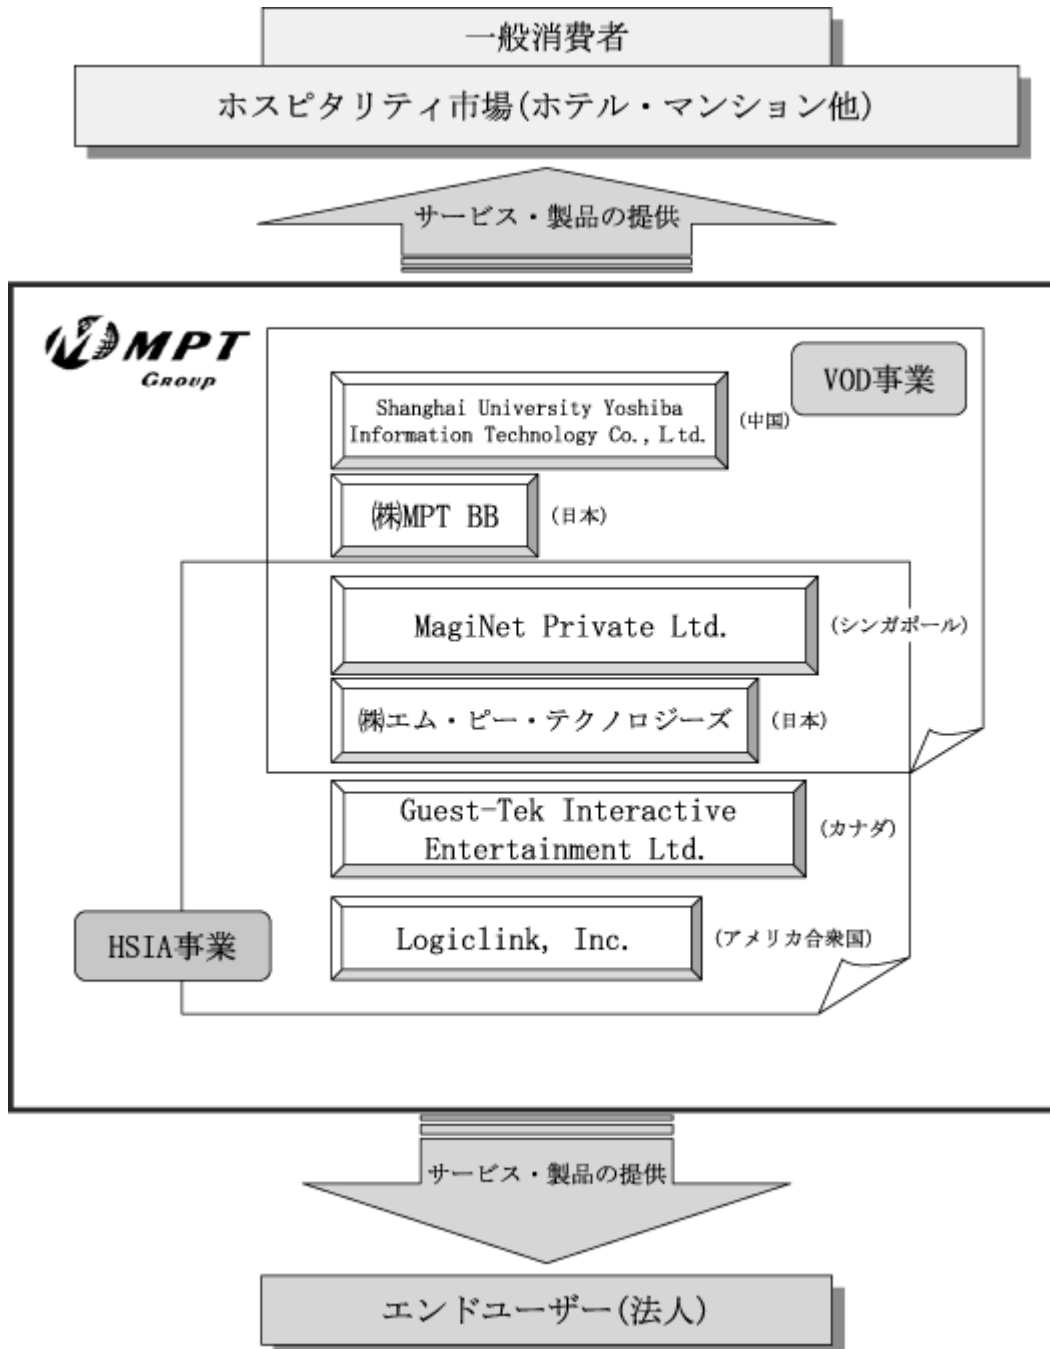 一般消費者
ホスピタリティ市場(ホテル・マンション他)
サービス・製品の提供
MPT
GROUP
VOD事業
Shanghai University Yoshiba
Information Technology Co., Ltd.
(中国)
㈱MPT BB
(日本)
MagiNet Private Ltd.
(シンガポール)
㈱エム・ピー・テクノロジーズ
(日本)
Guest-Tek Interactive
Entertainment Ltd.
(カナダ)
HSIA事業
Logiclink, Inc.
(アメリカ合衆国)
サービス・製品の提供
エンドユーザー(法人)